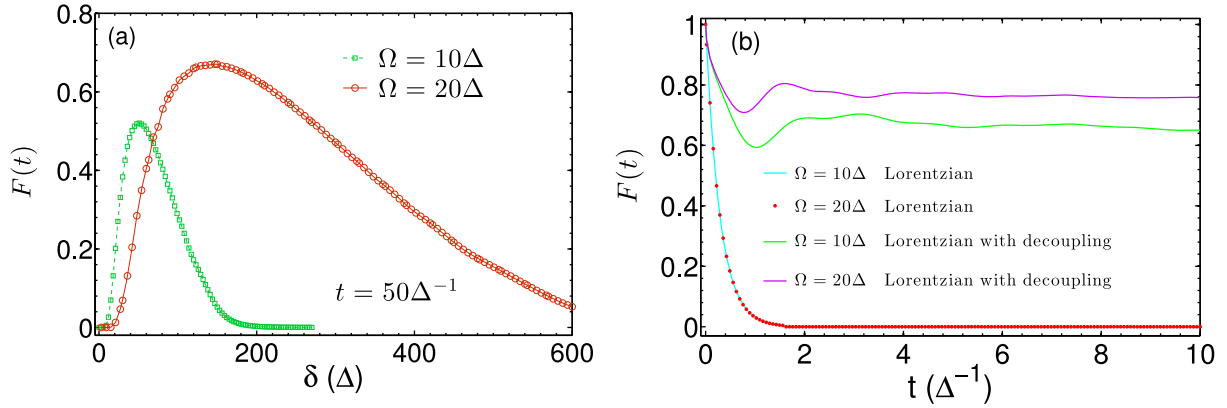 (a)
Ω = 10Δ
Ω = 20Δ
t = 50Δ⁻¹
F(t)
0.8
0.6
0.4
0.2
0
0 200 400 600
δ (Δ)
(b)
Ω = 10Δ Lorentzian
Ω = 20Δ Lorentzian
Ω = 10Δ Lorentzian with decoupling
Ω = 20Δ Lorentzian with decoupling
F(t)
1
0.8
0.6
0.4
0.2
0
0 2 4 6 8 10
t (Δ⁻¹)